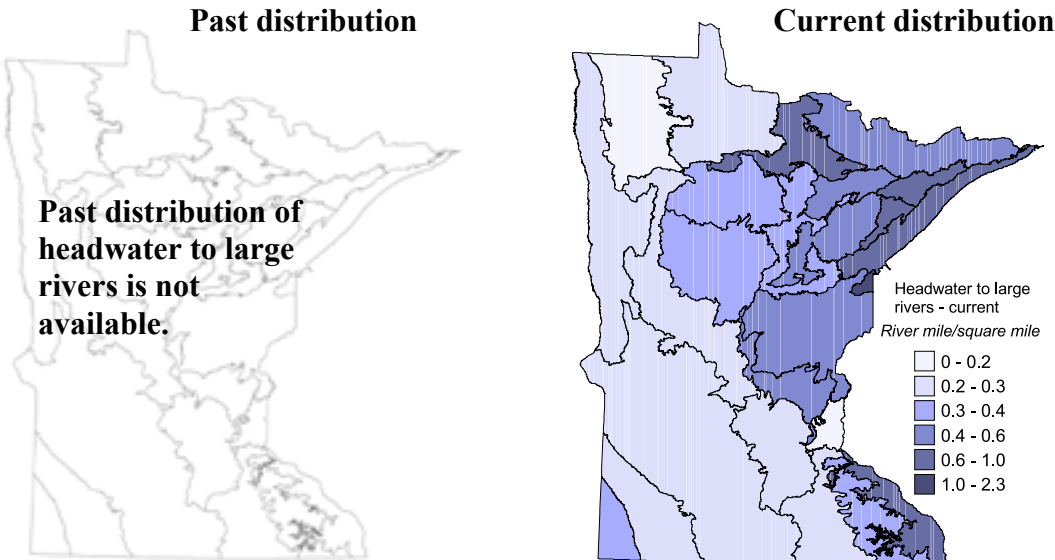 Past distribution
Current distribution
Past distribution of
headwater to large
rivers is not
available.
Headwater to large
rivers - current
River mile/square mile
0 - 0.2
0.2 - 0.3
0.3 - 0.4
0.4 - 0.6
0.6 - 1.0
1.0 - 2.3